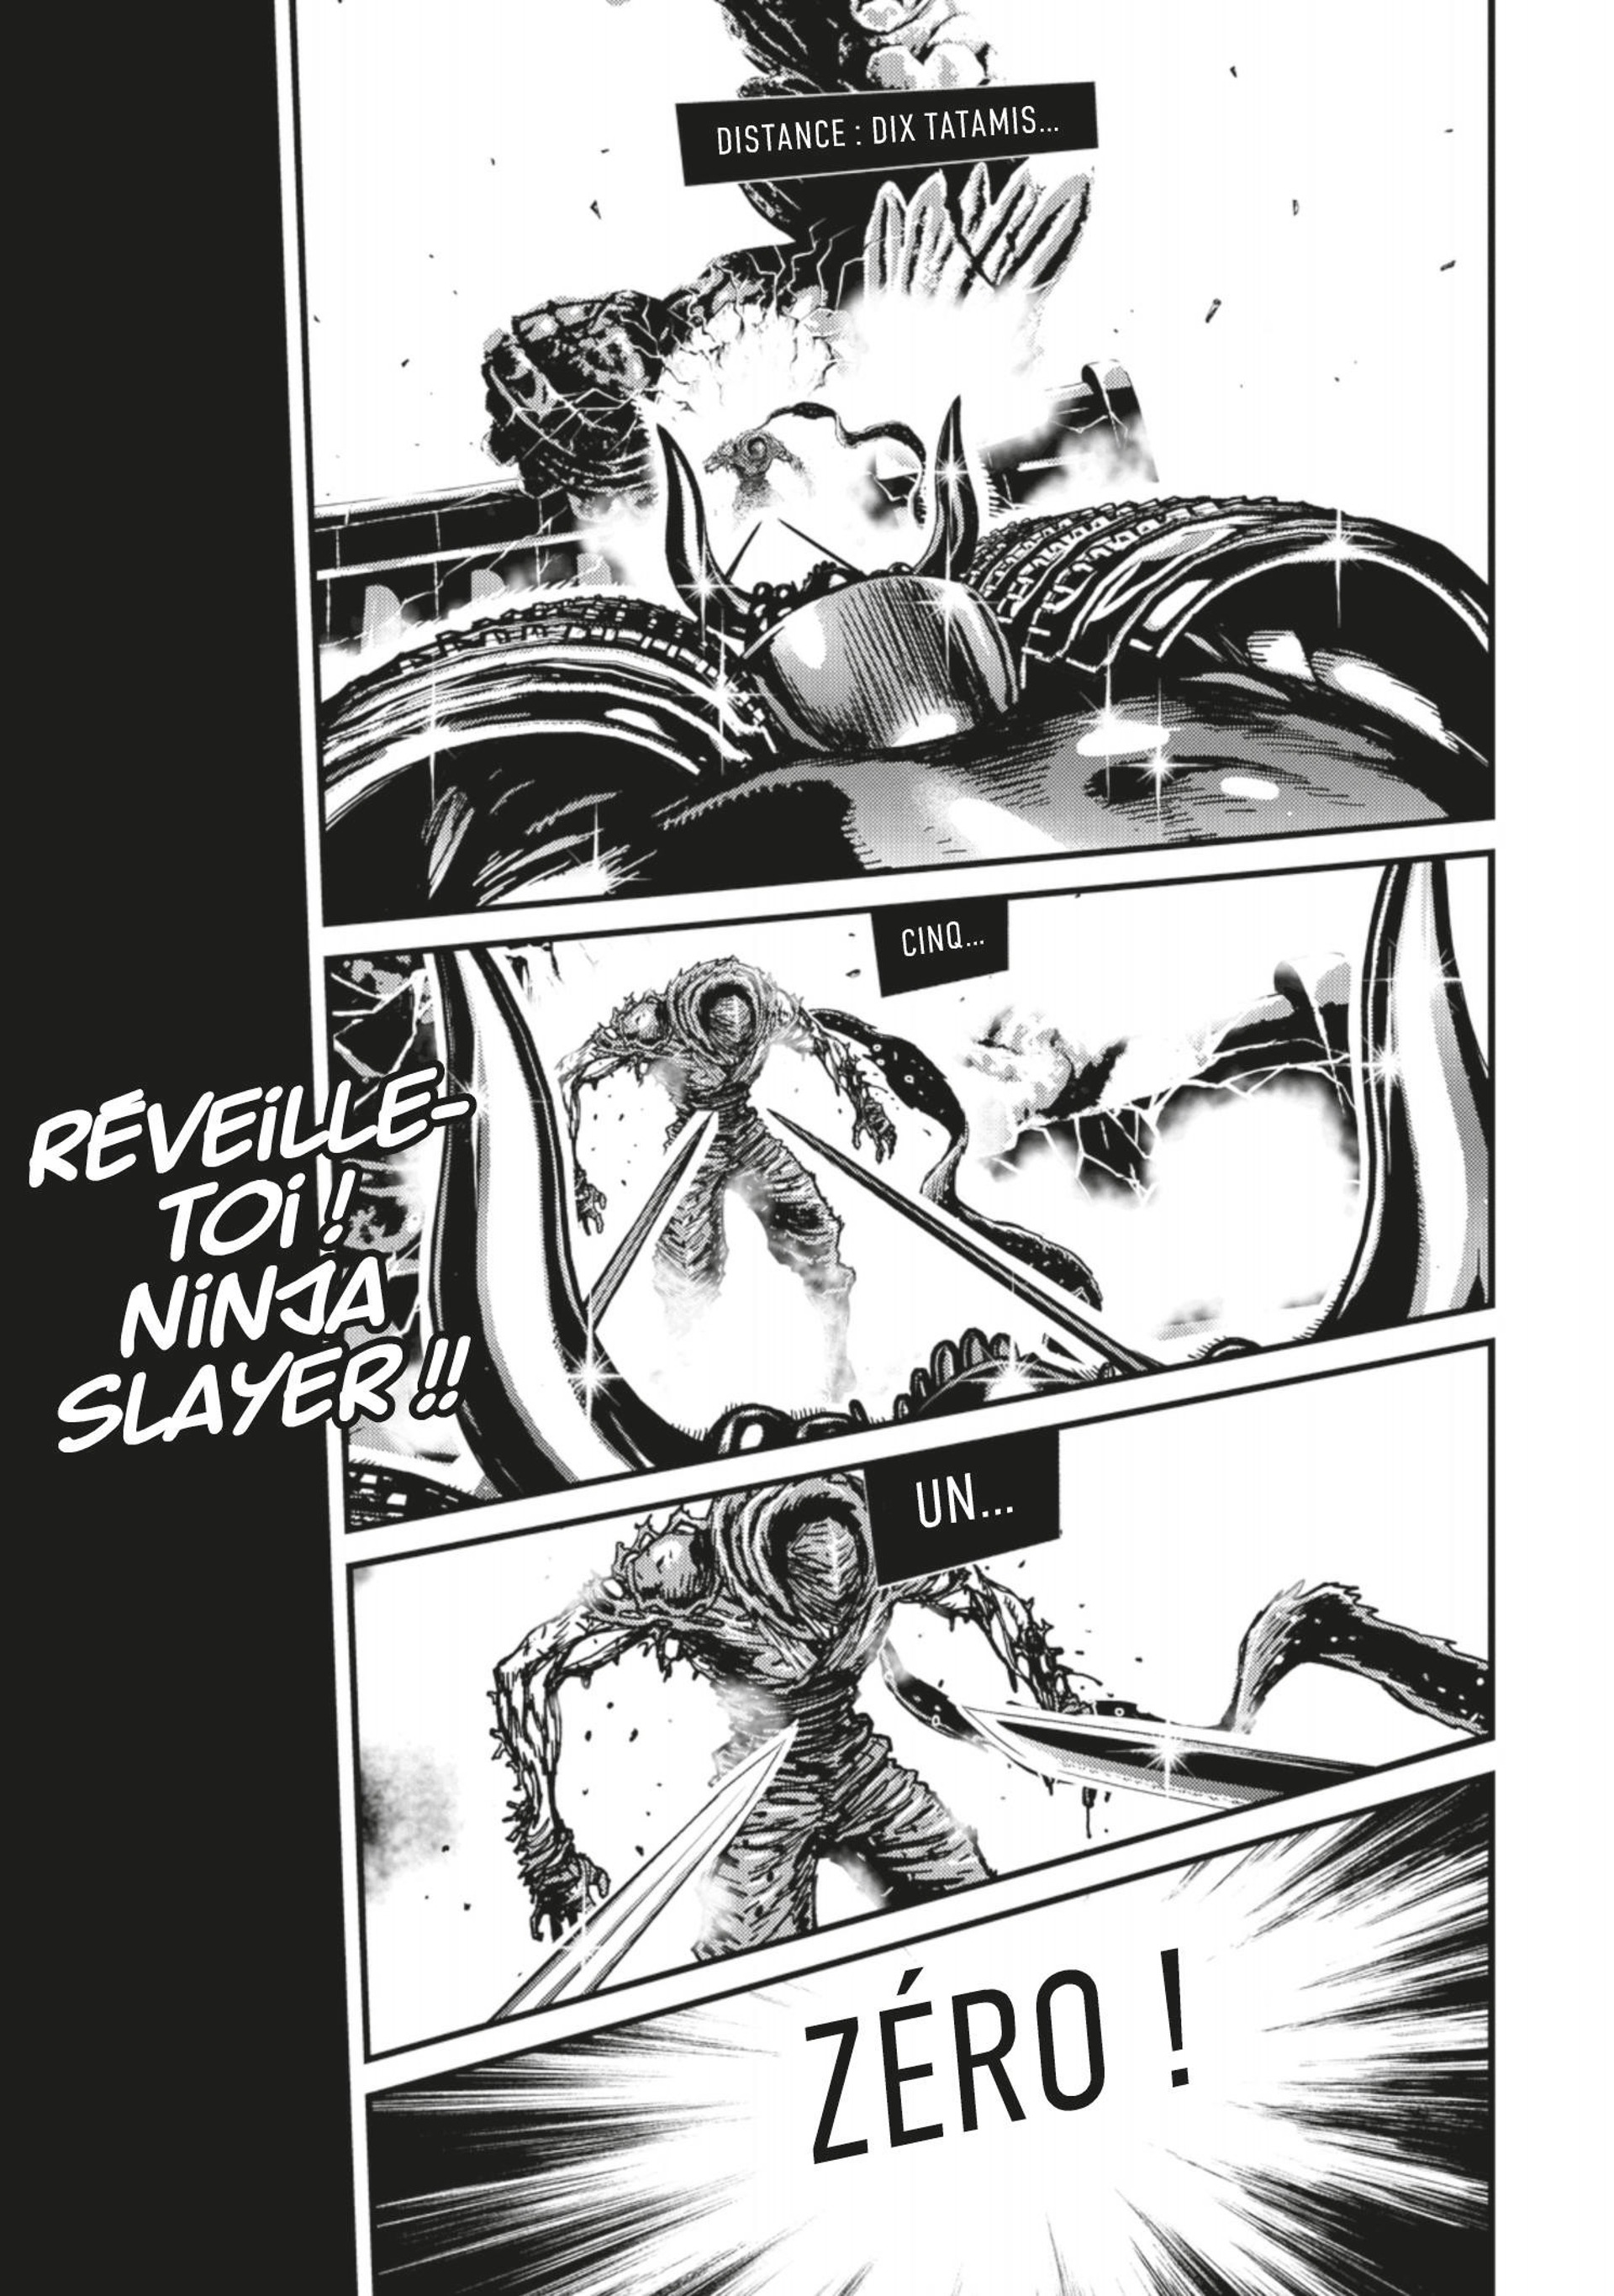 DISTANCE : DIX TATAMIS...
CINQ...
RÉVEILLE-
TOI !
NINJA
SLAYER !!
UN...
ZÉRO !